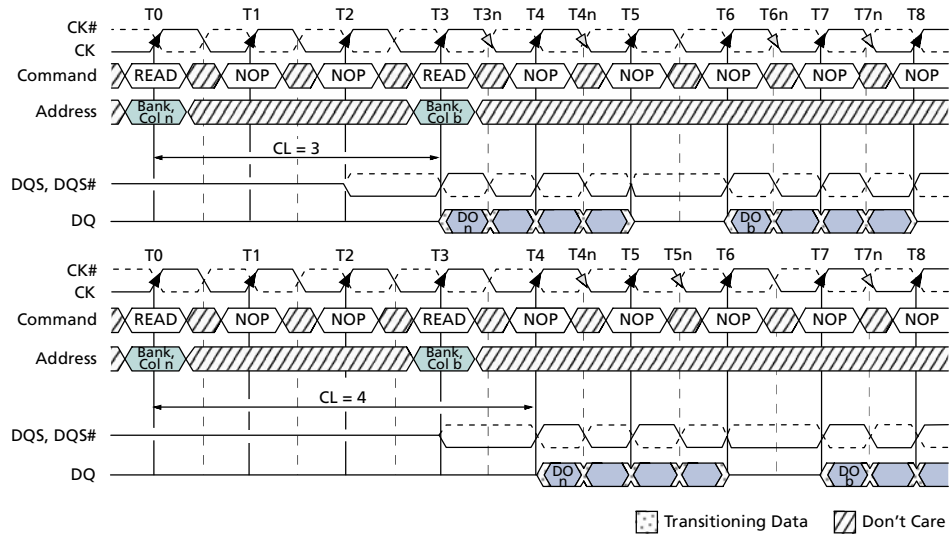 T0 T1 T2 T3 T3n T4 T4n T5 T6 T6n T7 T7n T8
CK#
CK
Command READ NOP NOP READ NOP NOP NOP NOP NOP
Address Bank, Col n Bank, Col b
CL = 3
DQS, DQS#
DQ DO n DO b
T0 T1 T2 T3 T4 T4n T5 T5n T6 T7 T7n T8
CK#
CK
Command READ NOP NOP READ NOP NOP NOP NOP NOP
Address Bank, Col n Bank, Col b
CL = 4
DQS, DQS#
DQ DO n DO b
Transitioning Data Don't Care